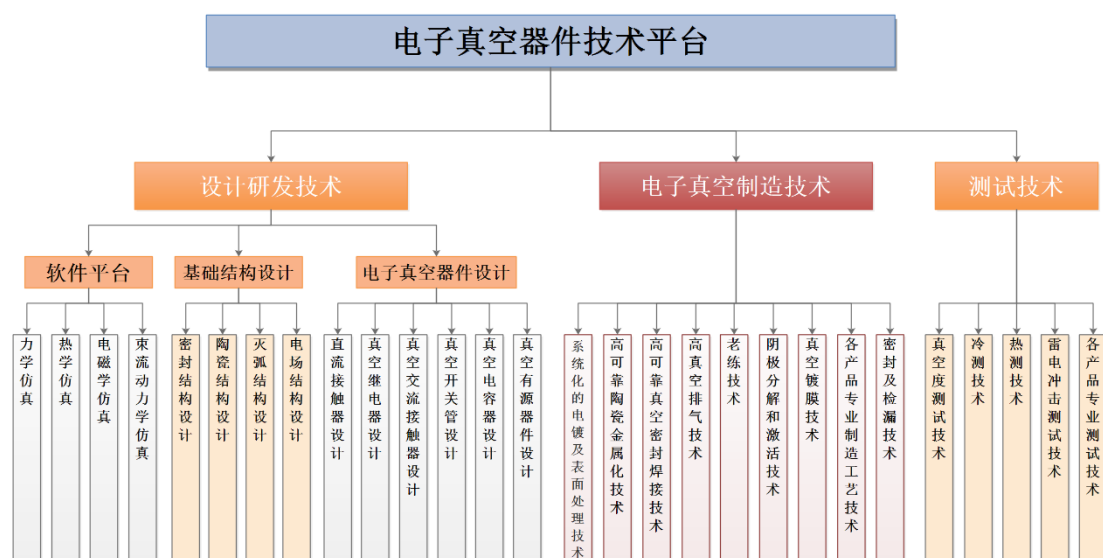 电子真空器件技术平台
设计研发技术
电子真空制造技术
测试技术
软件平台
基础结构设计
电子真空器件设计
力学仿真
热学仿真
电磁学仿真
束流动力学仿真
密封结构设计
陶瓷结构设计
灭弧结构设计
电场结构设计
直流接触器设计
真空继电器设计
真空交流接触器设计
真空开关管设计
真空电容器设计
真空有源器件设计
系统化的电镀及表面处理技术
高可靠陶瓷金属化技术
高可靠真空密封焊接技术
高真空排气技术
老练技术
阴极分解和激活技术
真空镀膜技术
各产品专业制造工艺技术
密封及检漏技术
真空度测试技术
冷测技术
热测技术
雷电冲击测试技术
各产品专业测试技术